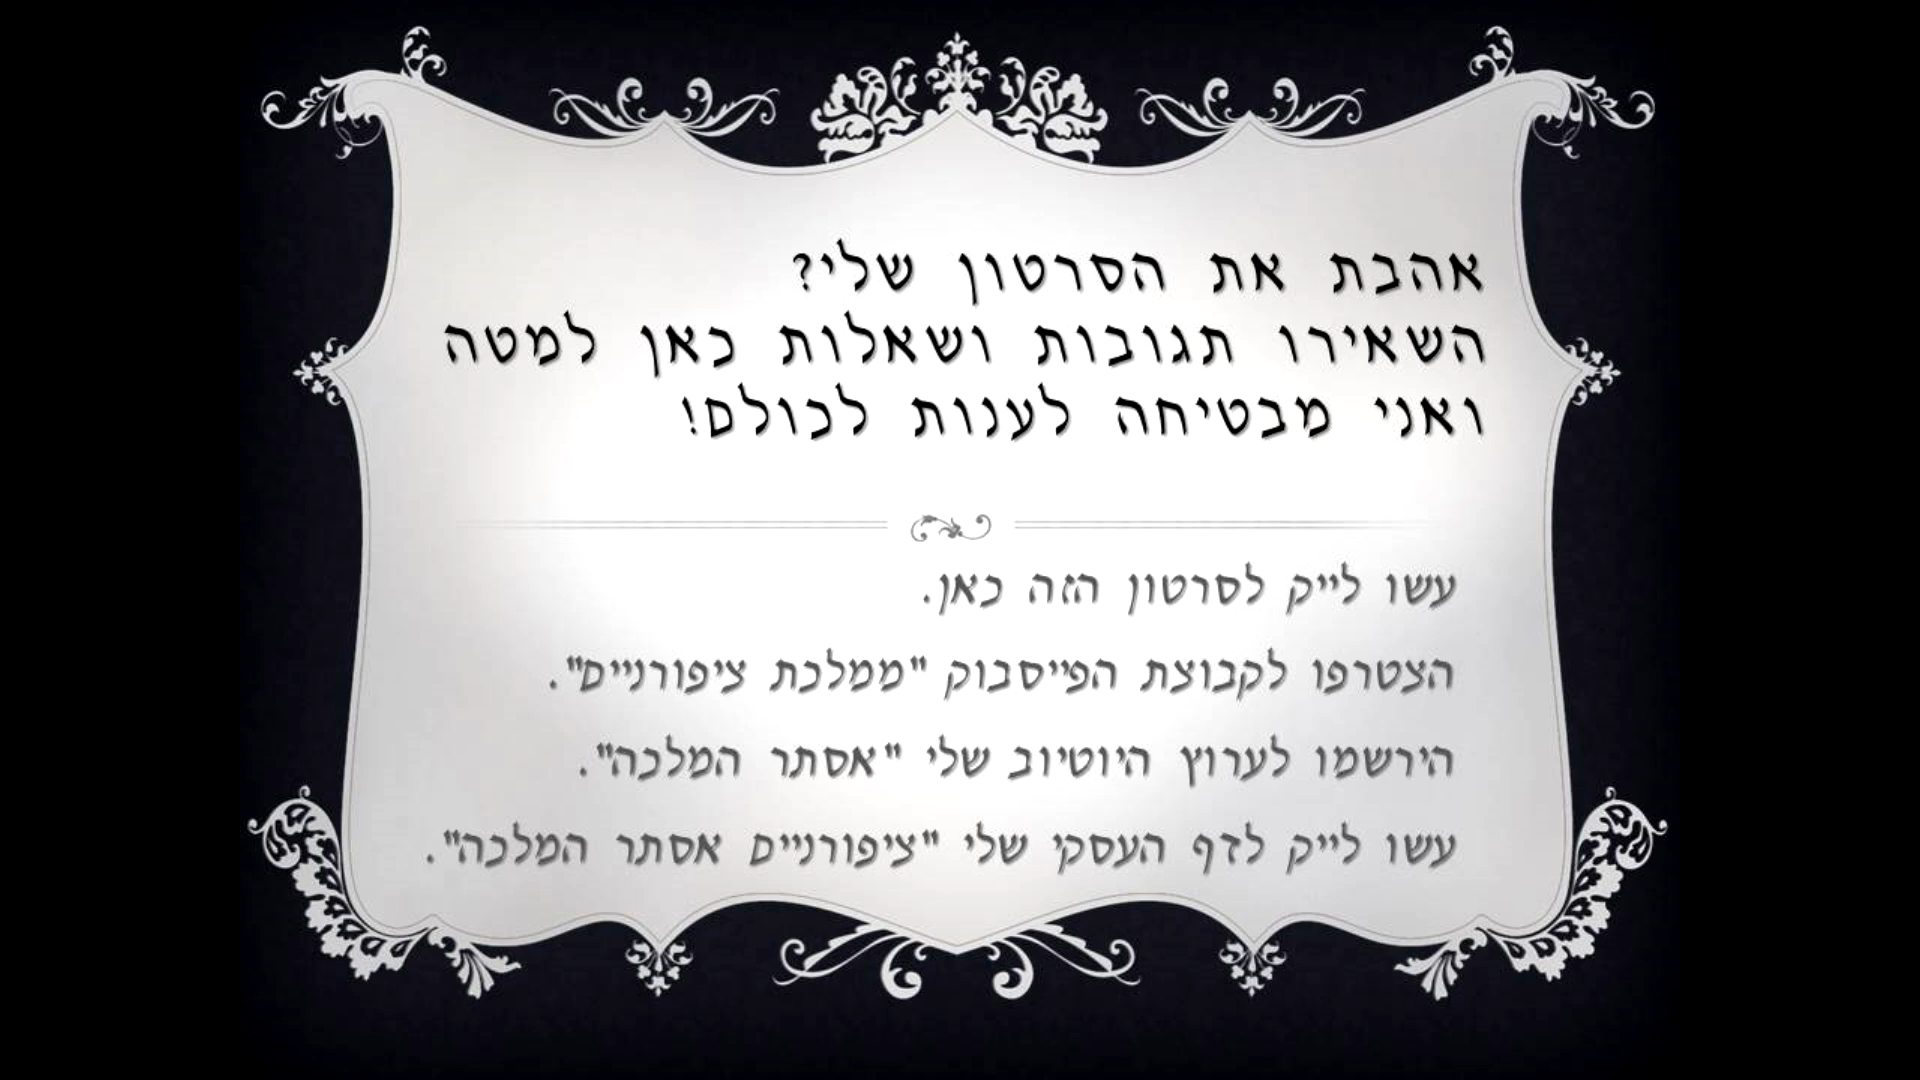 אהבת את הסרטון שלי?
השאירו תגובות ושאלות כאן למטה
ואני מבטיחה לענות לכולם!
עשו לייק לסרטון הזה כאן.
הצטרפו לקבוצת הפייסבוק "ממלכת ציפורניים".
הירשמו לערוץ היוטיוב שלי "אסתר המלכה".
עשו לייק לדף העסקי שלי "ציפורניים אסתר המלכה".